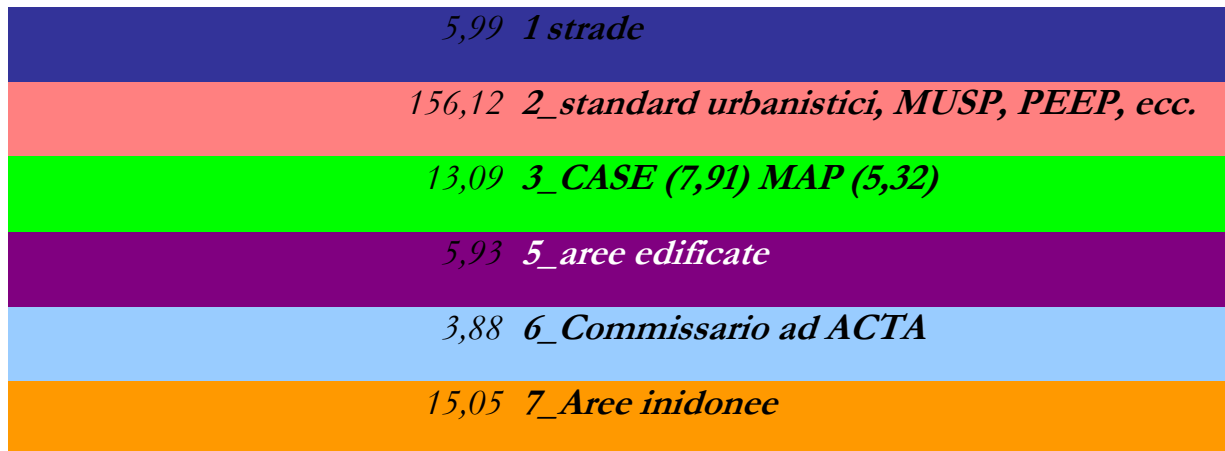 5,99 1 strade
156,12 2_standard urbanistici, MUSP, PEEP, ecc.
13,09 3_CASE (7,91) MAP (5,32)
5,93 5_aree edificate
3,88 6_Commissario ad ACTA
15,05 7_Aree inidonee